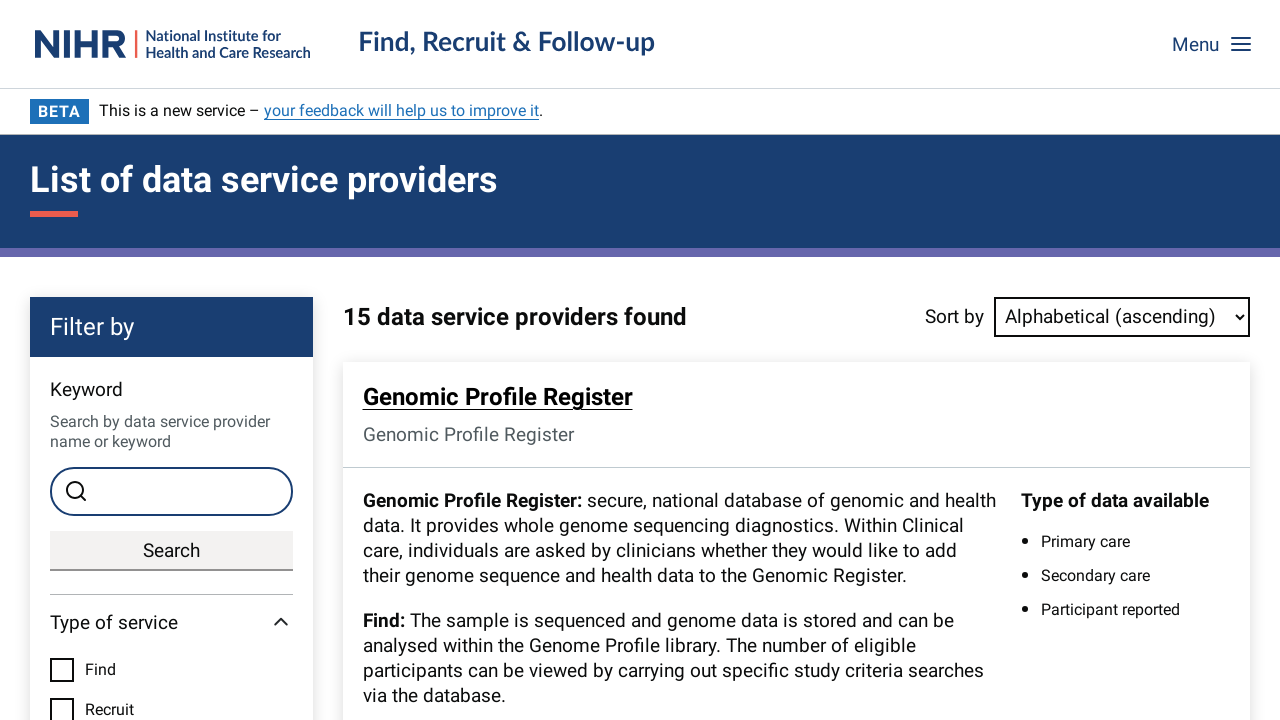 NIHR | National Institute for
Health and Care Research
Find, Recruit & Follow-up
Menu
BETA This is a new service – your feedback will help us to improve it.
List of data service providers
Filter by
Keyword
Search by data service provider
name or keyword
Search
Type of service
Find
Recruit
15 data service providers found
Sort by Alphabetical (ascending)
Genomic Profile Register
Genomic Profile Register
Genomic Profile Register: secure, national database of genomic and health
data. It provides whole genome sequencing diagnostics. Within Clinical
care, individuals are asked by clinicians whether they would like to add
their genome sequence and health data to the Genomic Register.
Find: The sample is sequenced and genome data is stored and can be
analysed within the Genome Profile library. The number of eligible
participants can be viewed by carrying out specific study criteria searches
via the database.
Type of data available
Primary care
Secondary care
Participant reported